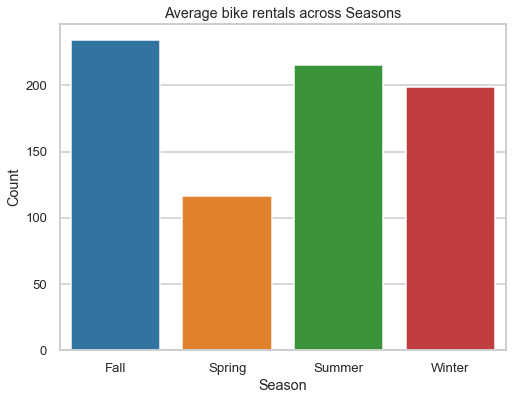 Average bike rentals across Seasons
Count
200
150
100
50
0
Fall Spring Summer Winter
Season